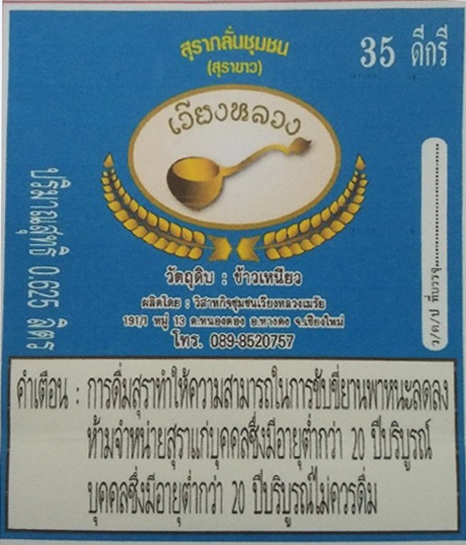 สุรากลั่นชุมชน
(สุราขาว)
35 ดีกรี
เวียงหลวง
ปริมาณสุทธิ 0.625 ลิตร
ว/ด/ป ที่บรรจุ
วัตถุดิบ : ข้าวเหนียว
ผลิตโดย : วิสาหกิจชุมชนเวียงหลวงเมรัย
191/1 หมู่ 13 ต.หนองตอง อ.หางดง จ.เชียงใหม่
โทร. 089-8520757
คำเตือน : การดื่มสุราทำให้ความสามารถในการขับขี่ยานพาหนะลดลง
ห้ามจำหน่ายสุราแก่บุคคลซึ่งมีอายุต่ำกว่า 20 ปีบริบูรณ์
บุคคลซึ่งมีอายุต่ำกว่า 20 ปีบริบูรณ์ไม่ควรดื่ม